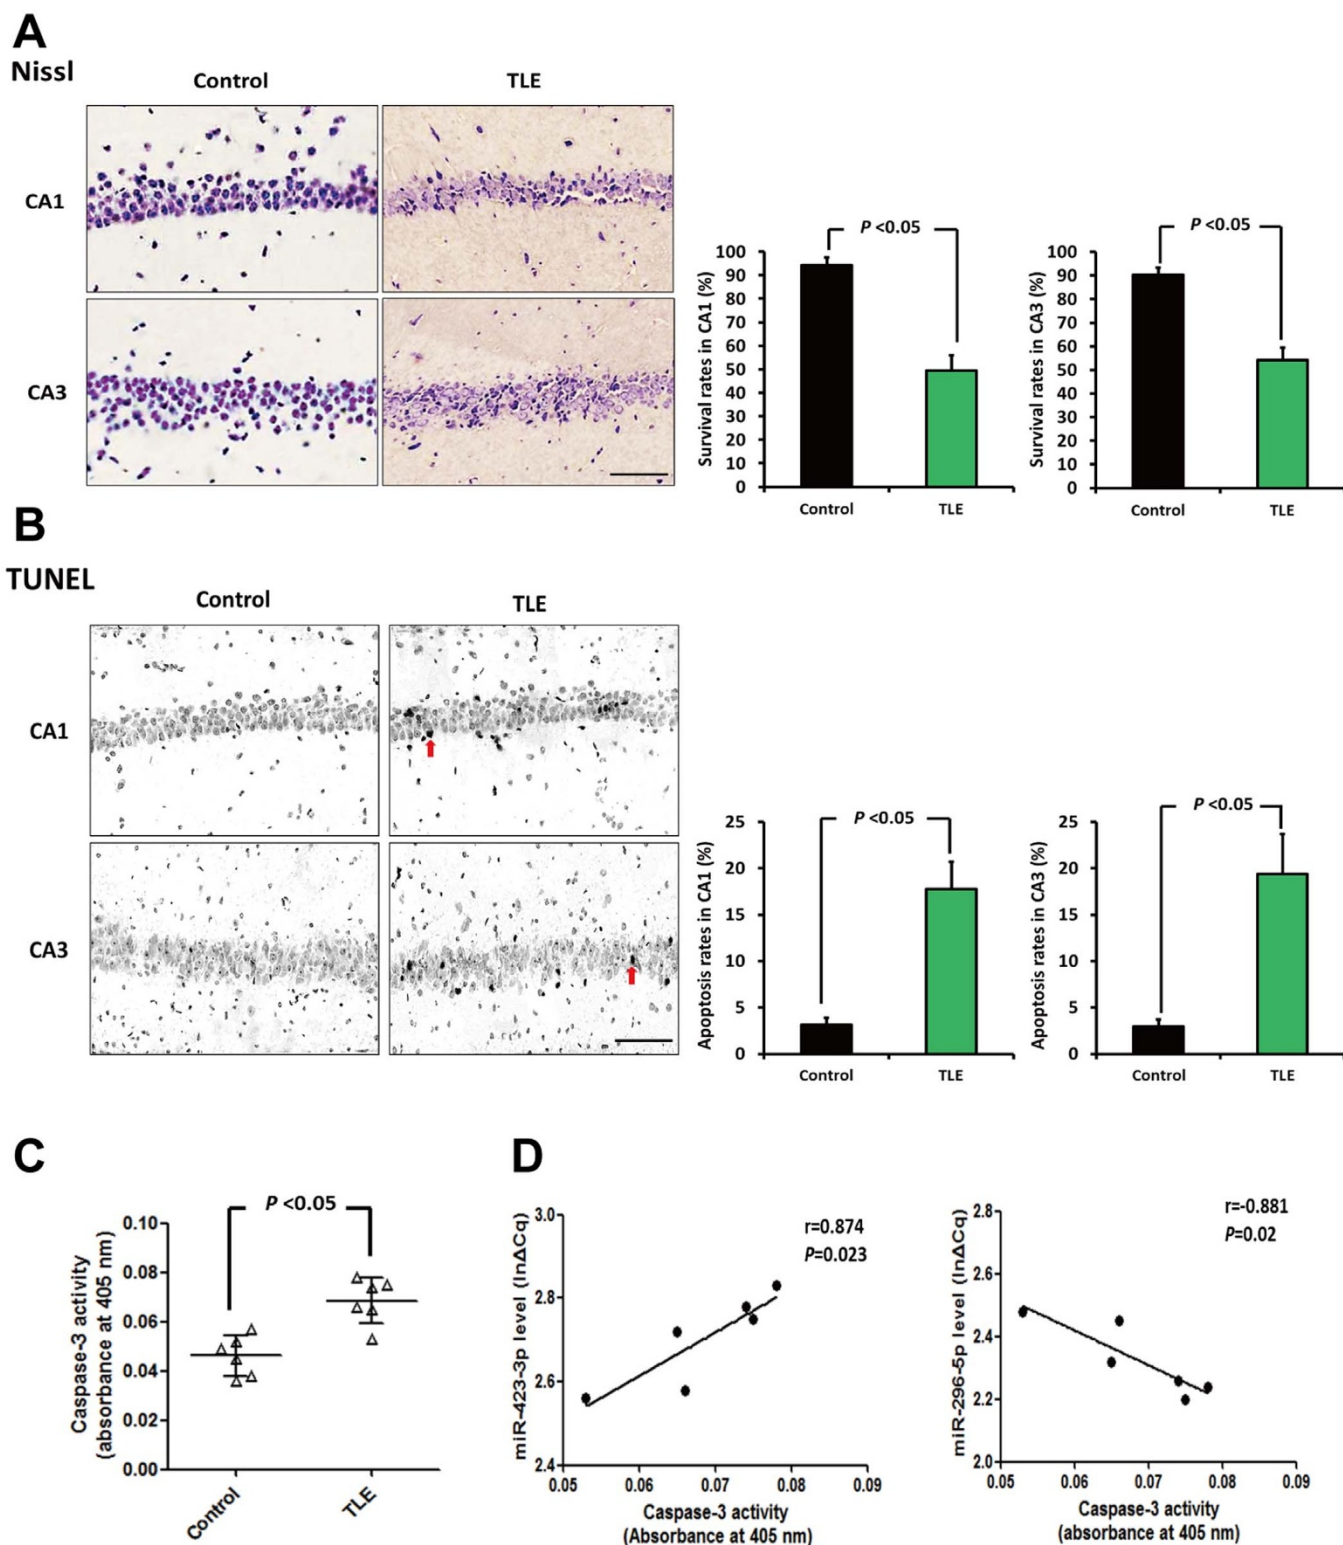 A
Nissl
Control
TLE
CA1
CA3
Survival rates in CA1 (%)
100
90
80
70
60
50
40
30
20
10
0
P <0.05
Control
TLE
Survival rates in CA3 (%)
100
90
80
70
60
50
40
30
20
10
0
P <0.05
Control
TLE
B
TUNEL
Control
TLE
CA1
CA3
Apoptosis rates in CA1 (%)
25
20
15
10
5
0
P <0.05
Control
TLE
Apoptosis rates in CA3 (%)
25
20
15
10
5
0
P <0.05
Control
TLE
C
P <0.05
Caspase-3 activity
(absorbance at 405 nm)
0.10
0.08
0.06
0.04
0.02
0.00
Control
TLE
D
miR-423-3p level (lnΔCq)
3.0
2.8
2.6
2.4
r=0.874
P=0.023
0.05
0.06
0.07
0.08
0.09
Caspase-3 activity
(Absorbance at 405 nm)
miR-296-5p level (lnΔCq)
2.8
2.6
2.4
2.2
2.0
r=-0.881
P=0.02
0.05
0.06
0.07
0.08
0.09
Caspase-3 activity
(absorbance at 405 nm)